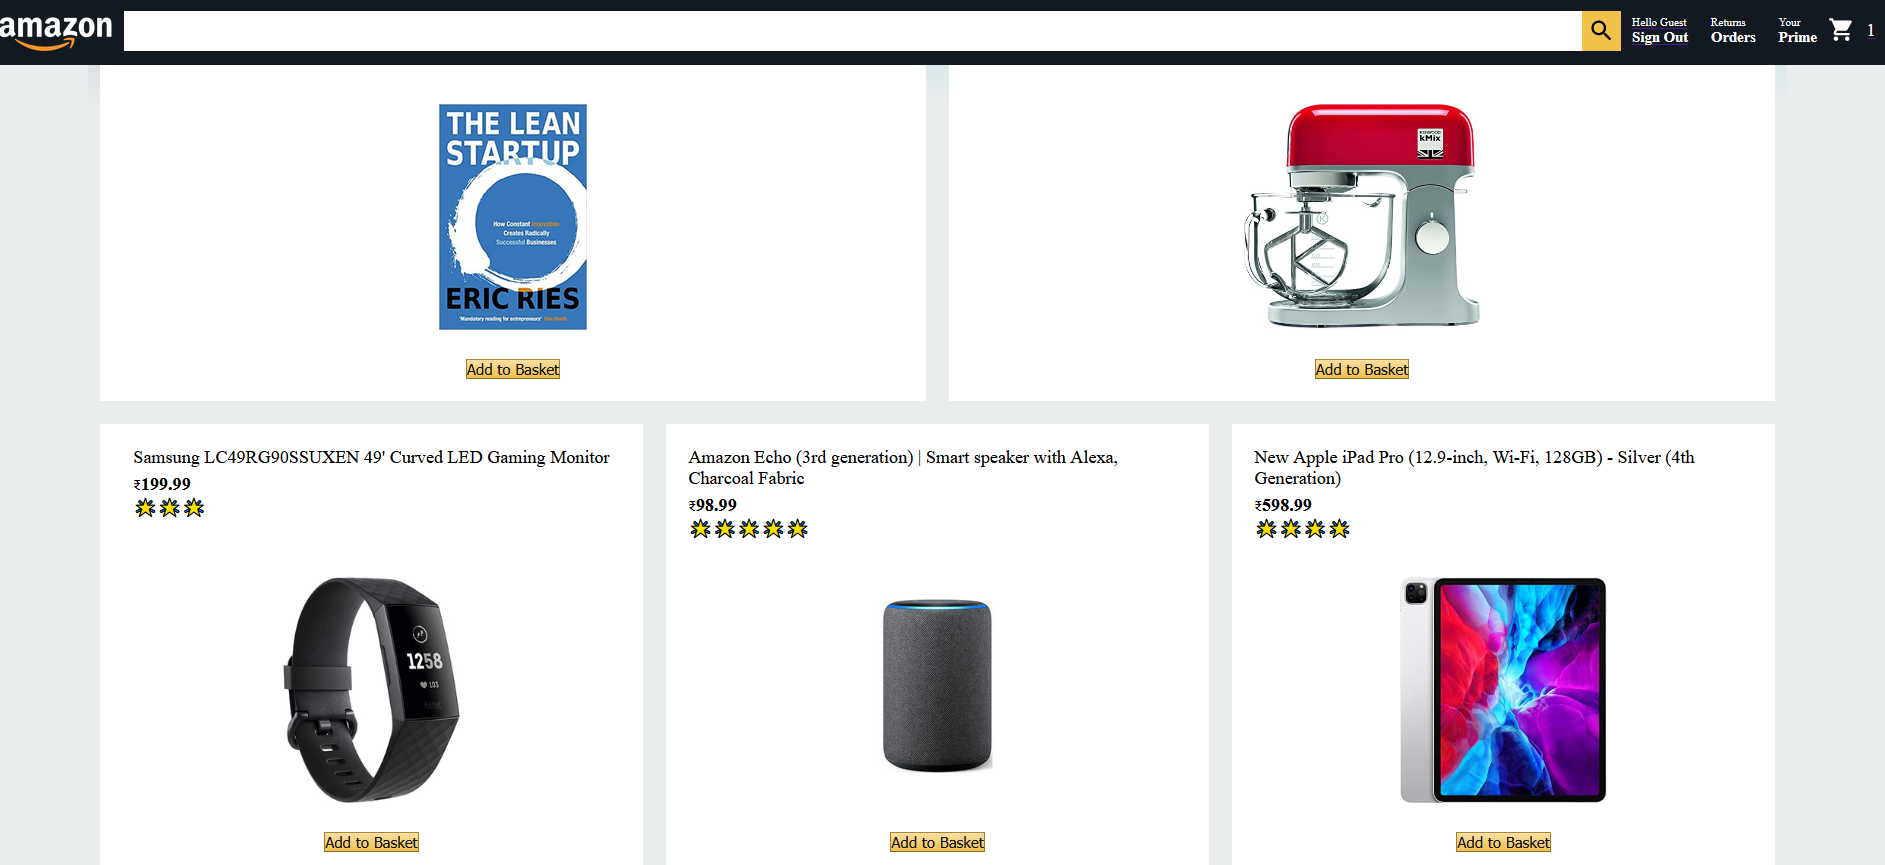 amazon
Hello Guest
Sign Out
Returns
Orders
Your
Prime
1
THE LEAN
STARTUP
How Constant Innovation
Creates Radically
Successful Businesses
ERIC RIES
'Mandatory reading for entrepreneurs' Dan Heath
KENWOOD
kMix
K
Add to Basket
Add to Basket
Samsung LC49RG90SSUXEN 49' Curved LED Gaming Monitor
₹199.99
Amazon Echo (3rd generation) | Smart speaker with Alexa,
Charcoal Fabric
₹98.99
New Apple iPad Pro (12.9-inch, Wi-Fi, 128GB) - Silver (4th
Generation)
₹598.99
1258
103
fitbit
Add to Basket
Add to Basket
Add to Basket